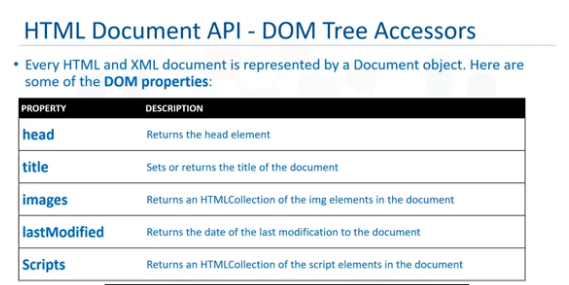 HTML Document API - DOM Tree Accessors
• Every HTML and XML document is represented by a Document object. Here are
some of the DOM properties:
PROPERTY DESCRIPTION
head Returns the head element
title Sets or returns the title of the document
images Returns an HTMLCollection of the img elements in the document
lastModified Returns the date of the last modification to the document
Scripts Returns an HTMLCollection of the script elements in the document